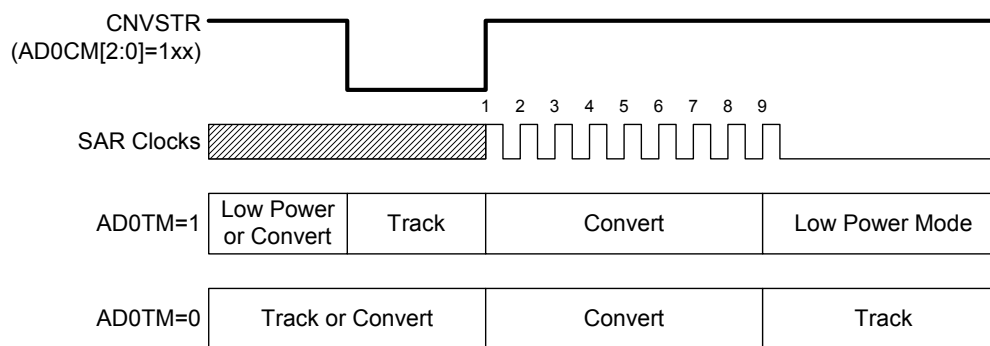 CNVSTR
(AD0CM[2:0]=1xx)
1 2 3 4 5 6 7 8 9
SAR Clocks
AD0TM=1
Low Power
or Convert
Track
Convert
Low Power Mode
AD0TM=0
Track or Convert
Convert
Track